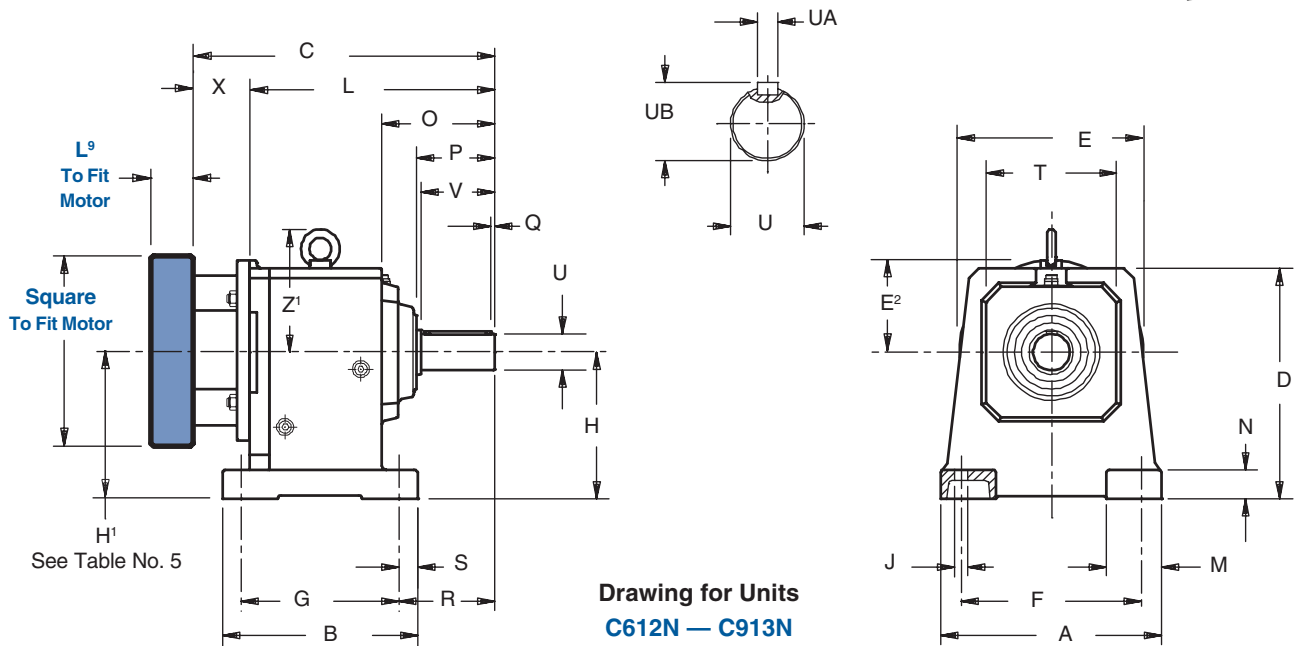 C
X
L
O
P
V
Q
L⁹
To Fit
Motor
Square
To Fit Motor
Z¹
U
H
H¹
See Table No. 5
S
G
R
B
UA
UB
U
Drawing for Units
C612N — C913N
E
T
E²
D
N
J
M
F
A